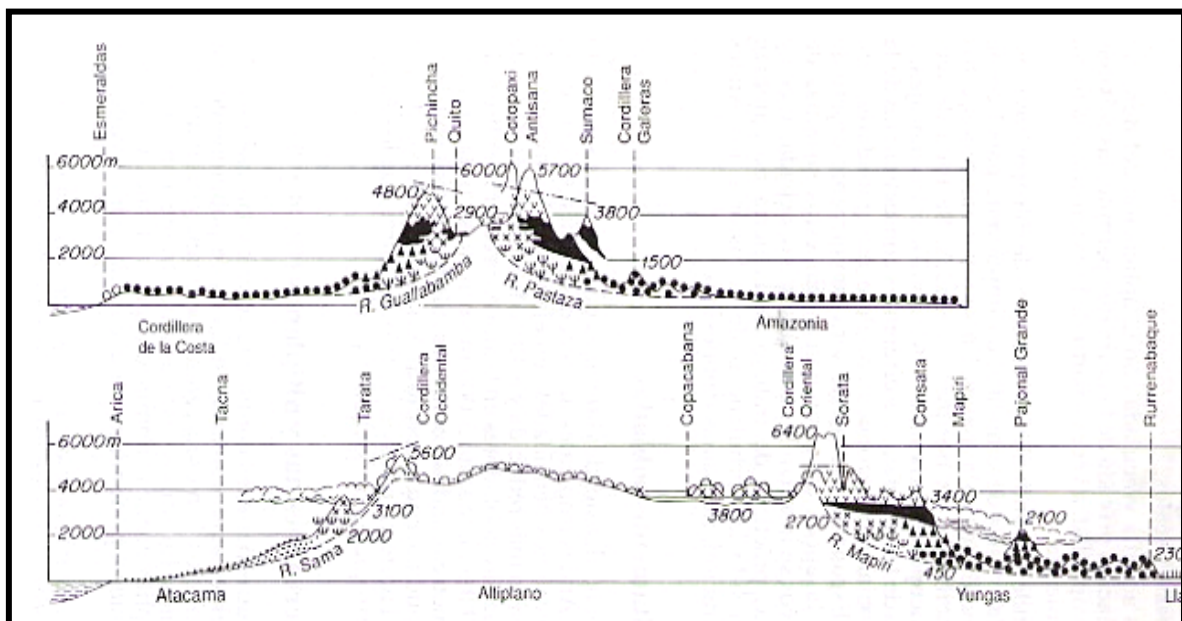 Esmeraldas
Pichincha
Quito
Cotopaxi
Antisana
Sumaco
Cordillera
Galeras
6000m
4000
2000
4800
2900
6000
5700
3800
1500
R. Guallabamba
R. Pastaza
Cordillera
de la Costa
Amazonia
Arica
Tacna
Tarata
Cordillera
Occidental
Copacabana
Cordillera
Oriental
Sorata
Consata
Mapiri
Pajonal Grande
Rurrenabaque
6000m
4000
2000
5600
3100
2000
R. Sama
3800
6400
2700
R. Mapiri
3400
450
2100
230
Atacama
Altiplano
Yungas
Lla